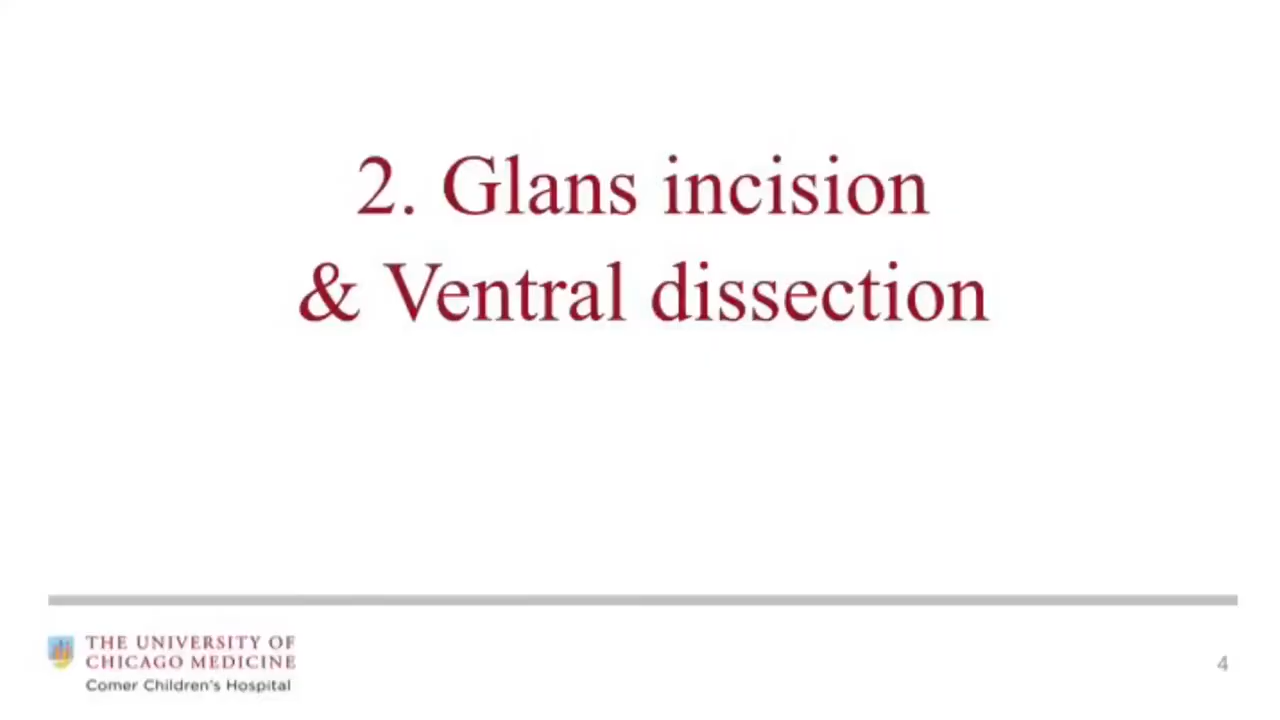 2. Glans incision
& Ventral dissection
THE UNIVERSITY OF
CHICAGO MEDICINE
Comer Children's Hospital
4